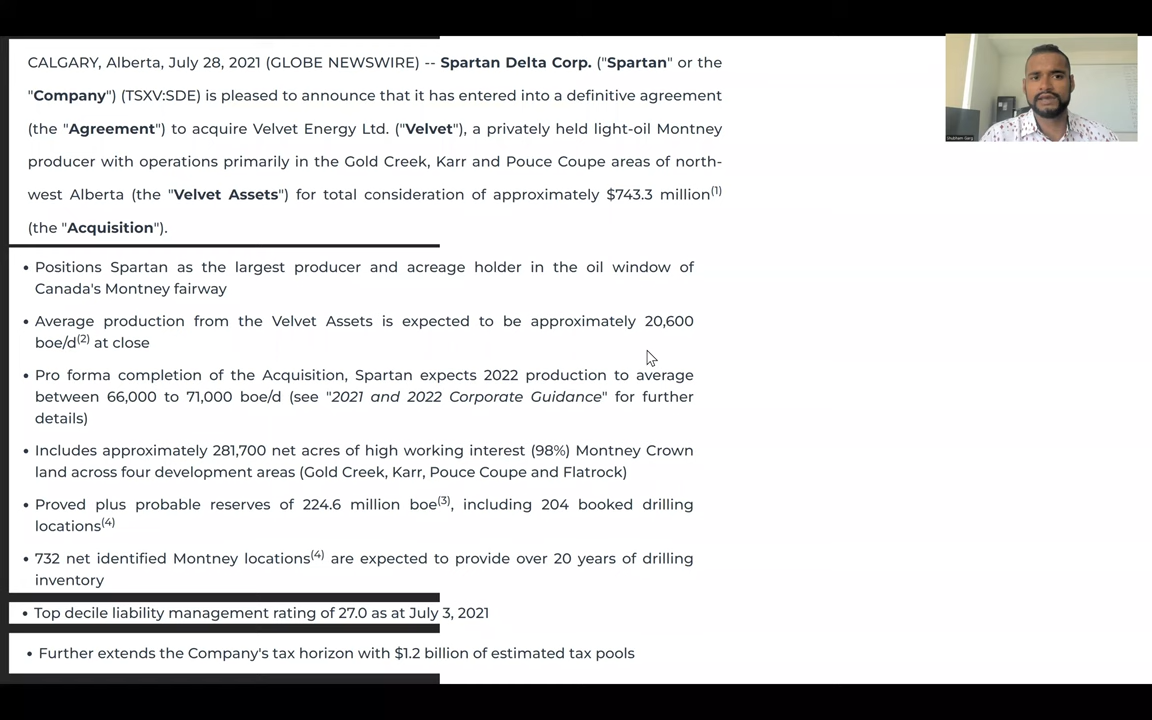 CALGARY, Alberta, July 28, 2021 (GLOBE NEWSWIRE) -- Spartan Delta Corp. ("Spartan" or the
"Company") (TSXV:SDE) is pleased to announce that it has entered into a definitive agreement
(the "Agreement") to acquire Velvet Energy Ltd. ("Velvet"), a privately held light-oil Montney
producer with operations primarily in the Gold Creek, Karr and Pouce Coupe areas of north-
west Alberta (the "Velvet Assets") for total consideration of approximately $743.3 million(1)
(the "Acquisition").
• Positions Spartan as the largest producer and acreage holder in the oil window of
Canada's Montney fairway
• Average production from the Velvet Assets is expected to be approximately 20,600
boe/d(2) at close
• Pro forma completion of the Acquisition, Spartan expects 2022 production to average
between 66,000 to 71,000 boe/d (see "2021 and 2022 Corporate Guidance" for further
details)
• Includes approximately 281,700 net acres of high working interest (98%) Montney Crown
land across four development areas (Gold Creek, Karr, Pouce Coupe and Flatrock)
• Proved plus probable reserves of 224.6 million boe(3), including 204 booked drilling
locations(4)
• 732 net identified Montney locations(4) are expected to provide over 20 years of drilling
inventory
• Top decile liability management rating of 27.0 as at July 3, 2021
• Further extends the Company's tax horizon with $1.2 billion of estimated tax pools